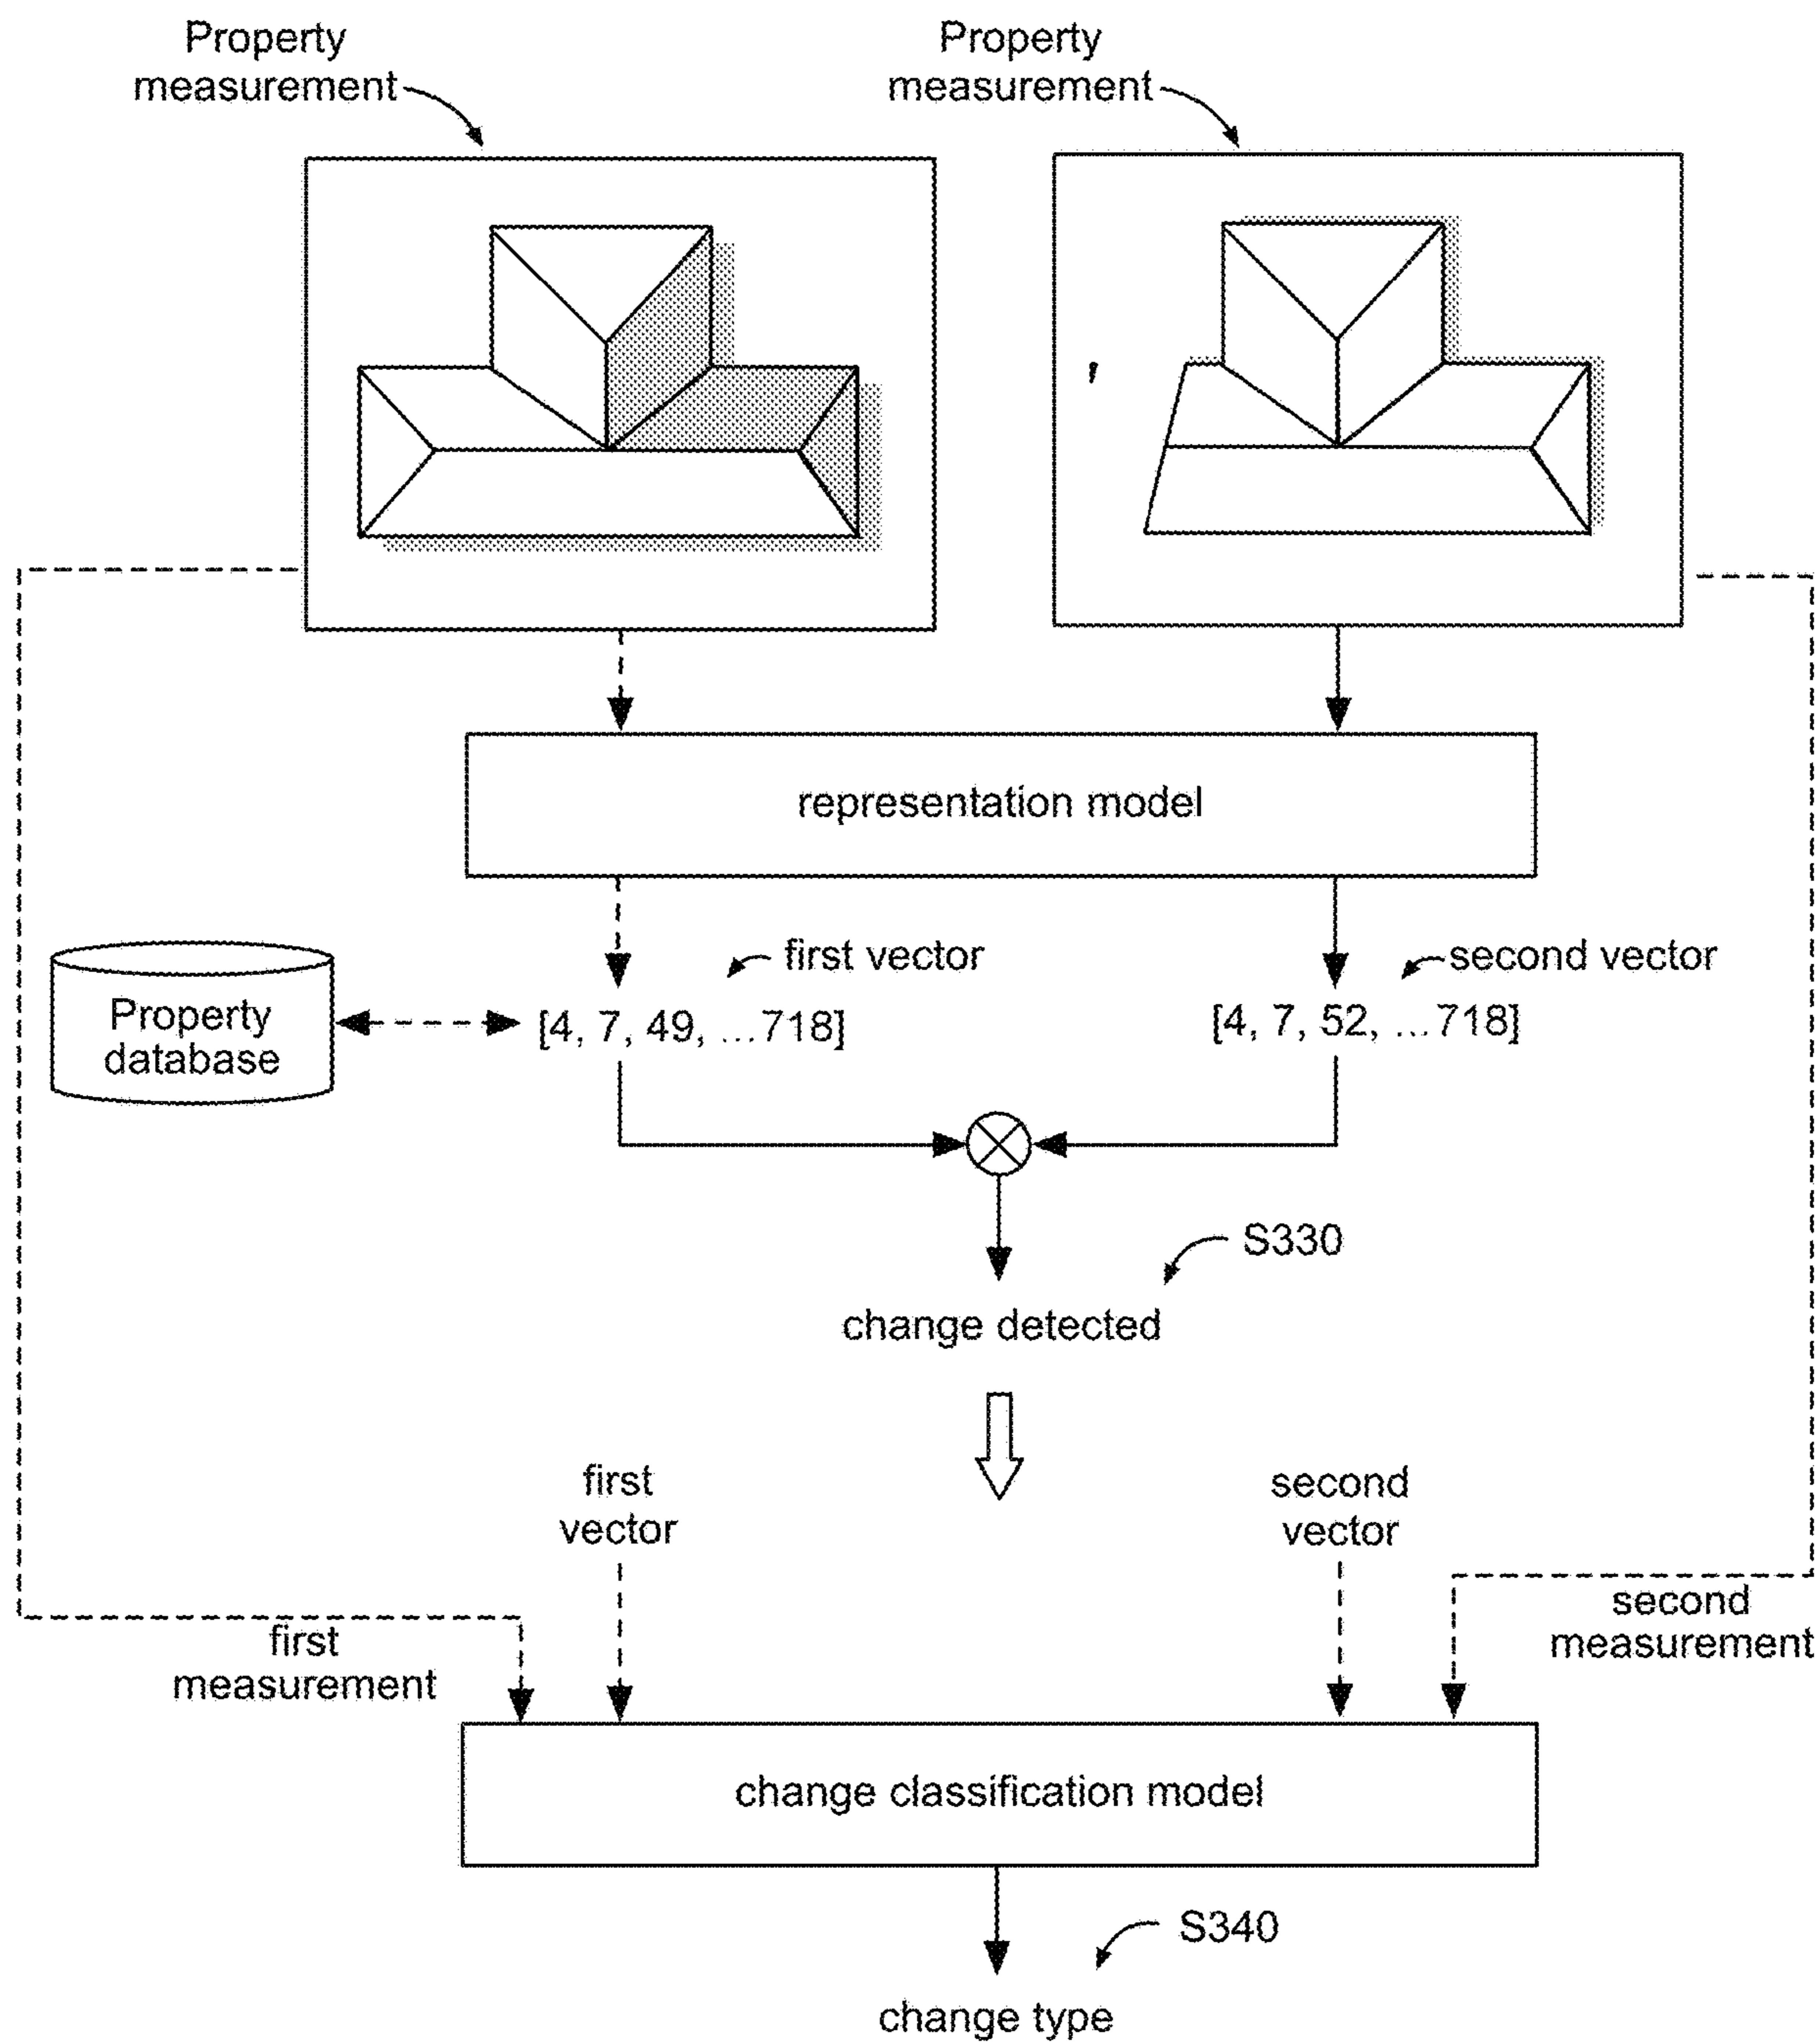 Property
measurement
Property
measurement
representation model
first vector
second vector
Property
database
[4, 7, 49, ...718]
[4, 7, 52, ...718]
S330
change detected
first
vector
second
vector
first
measurement
second
measurement
change classification model
S340
change type